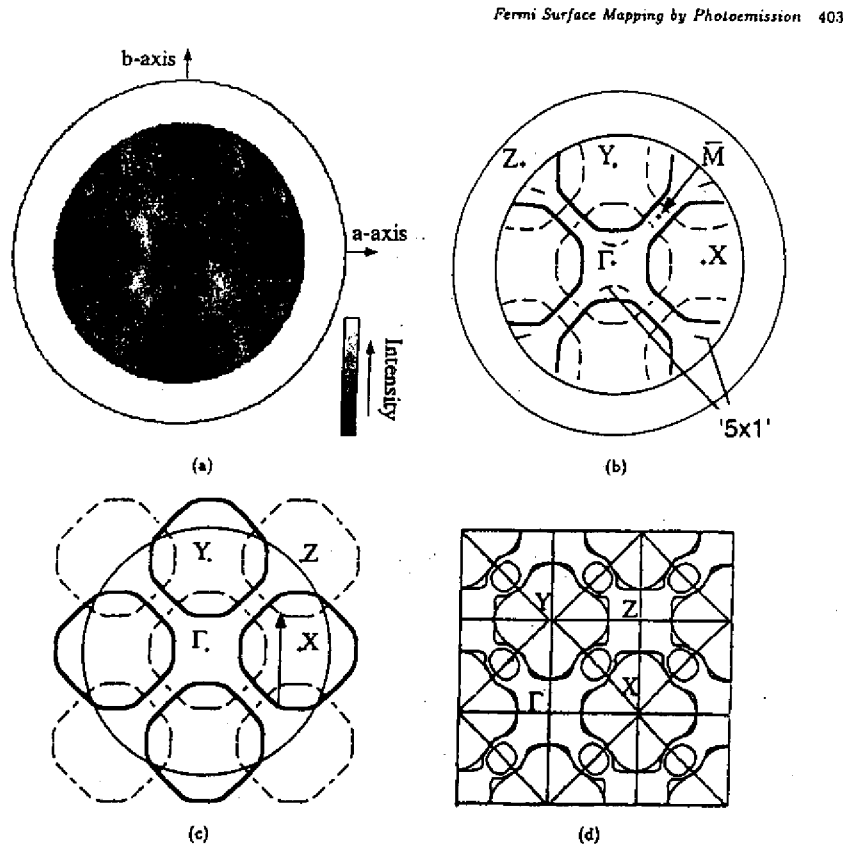 Fermi Surface Mapping by Photoemission 403
b-axis
a-axis
Intensity
(a)
Z
Y
M̅
Γ
X
'5x1'
(b)
Y
Z
Γ
X
(c)
Y
Z
Γ
X
(d)